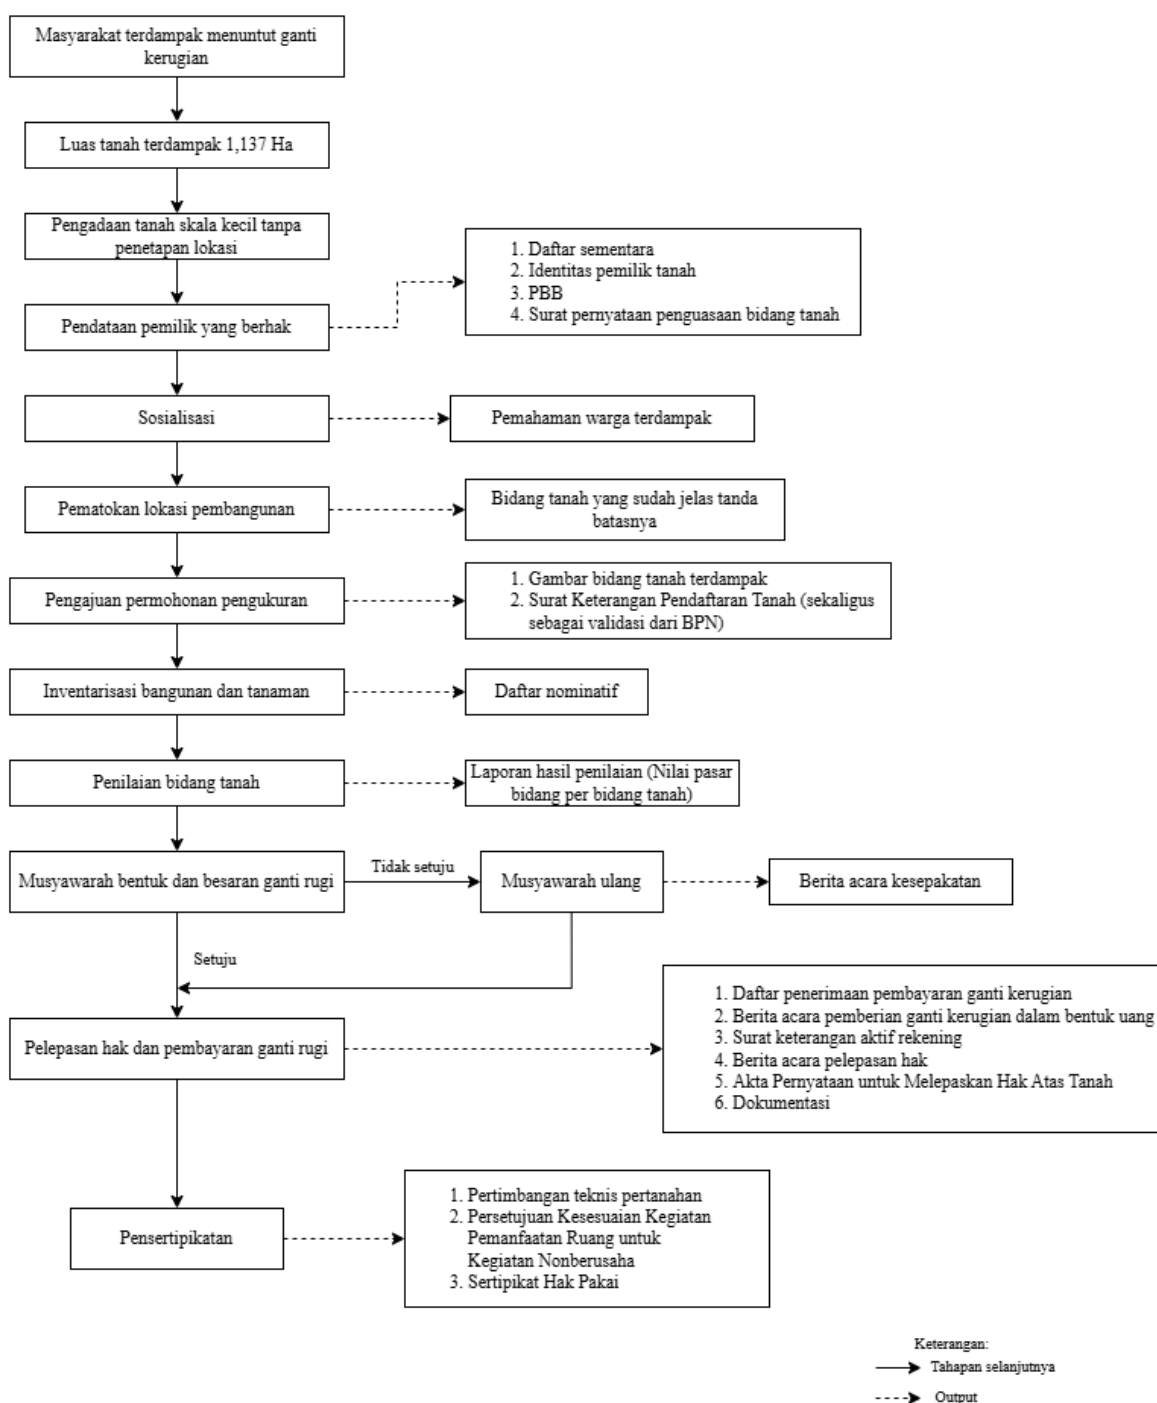 Masyarakat terdampak menuntut ganti
kerugian
Luas tanah terdampak 1,137 Ha
Pengadaan tanah skala kecil tanpa
penetapan lokasi
Pendataan pemilik yang berhak
1. Daftar sementara
2. Identitas pemilik tanah
3. PBB
4. Surat pernyataan penguasaan bidang tanah
Sosialisasi
Pemahaman warga terdampak
Pematokan lokasi pembangunan
Bidang tanah yang sudah jelas tanda
batasnya
Pengajuan permohonan pengukuran
1. Gambar bidang tanah terdampak
2. Surat Keterangan Pendaftaran Tanah (sekaligus
sebagai validasi dari BPN)
Inventarisasi bangunan dan tanaman
Daftar nominatif
Penilaian bidang tanah
Laporan hasil penilaian (Nilai pasar
bidang per bidang tanah)
Musyawarah bentuk dan besaran ganti rugi
Tidak setuju
Musyawarah ulang
Berita acara kesepakatan
Setuju
Pelepasan hak dan pembayaran ganti rugi
1. Daftar penerimaan pembayaran ganti kerugian
2. Berita acara pemberian ganti kerugian dalam bentuk uang
3. Surat keterangan aktif rekening
4. Berita acara pelepasan hak
5. Akta Pernyataan untuk Melepaskan Hak Atas Tanah
6. Dokumentasi
Pensertipikatan
1. Pertimbangan teknis pertanahan
2. Persetujuan Kesesuaian Kegiatan
Pemanfaatan Ruang untuk
Kegiatan Nonberusaha
3. Sertipikat Hak Pakai
Keterangan:
Tahapan selanjutnya
Output